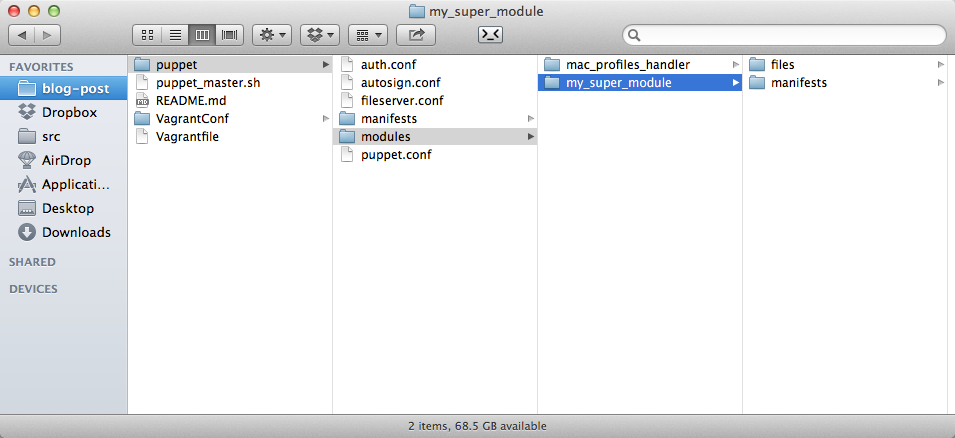 my_super_module
FAVORITES
blog-post
Dropbox
src
AirDrop
Applicati...
Desktop
Downloads
SHARED
DEVICES
puppet
puppet_master.sh
README.md
VagrantConf
Vagrantfile
auth.conf
autosign.conf
fileserver.conf
manifests
modules
puppet.conf
mac_profiles_handler
my_super_module
files
manifests
2 items, 68.5 GB available